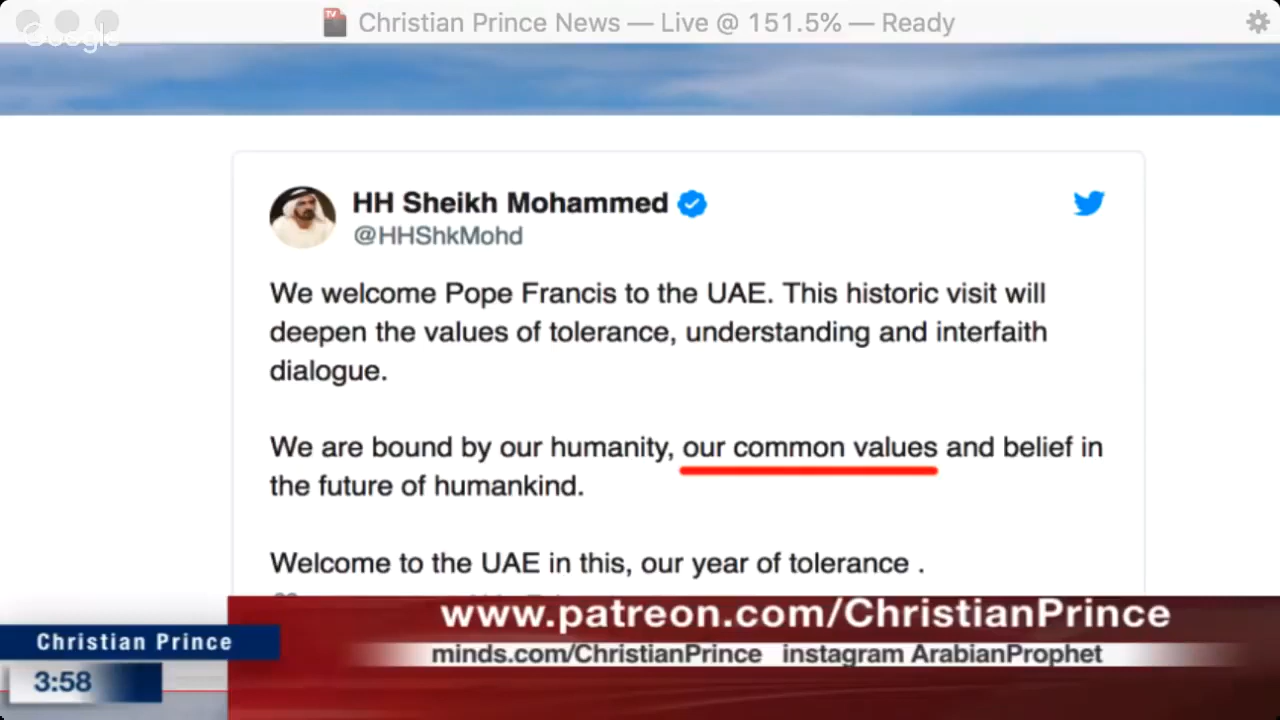 Christian Prince News — Live @ 151.5% — Ready
Google
HH Sheikh Mohammed
@HHShkMohd
We welcome Pope Francis to the UAE. This historic visit will
deepen the values of tolerance, understanding and interfaith
dialogue.
We are bound by our humanity, our common values and belief in
the future of humankind.
Welcome to the UAE in this, our year of tolerance .
www.patreon.com/ChristianPrince
Christian Prince
minds.com/ChristianPrince instagram ArabianProphet
3:58